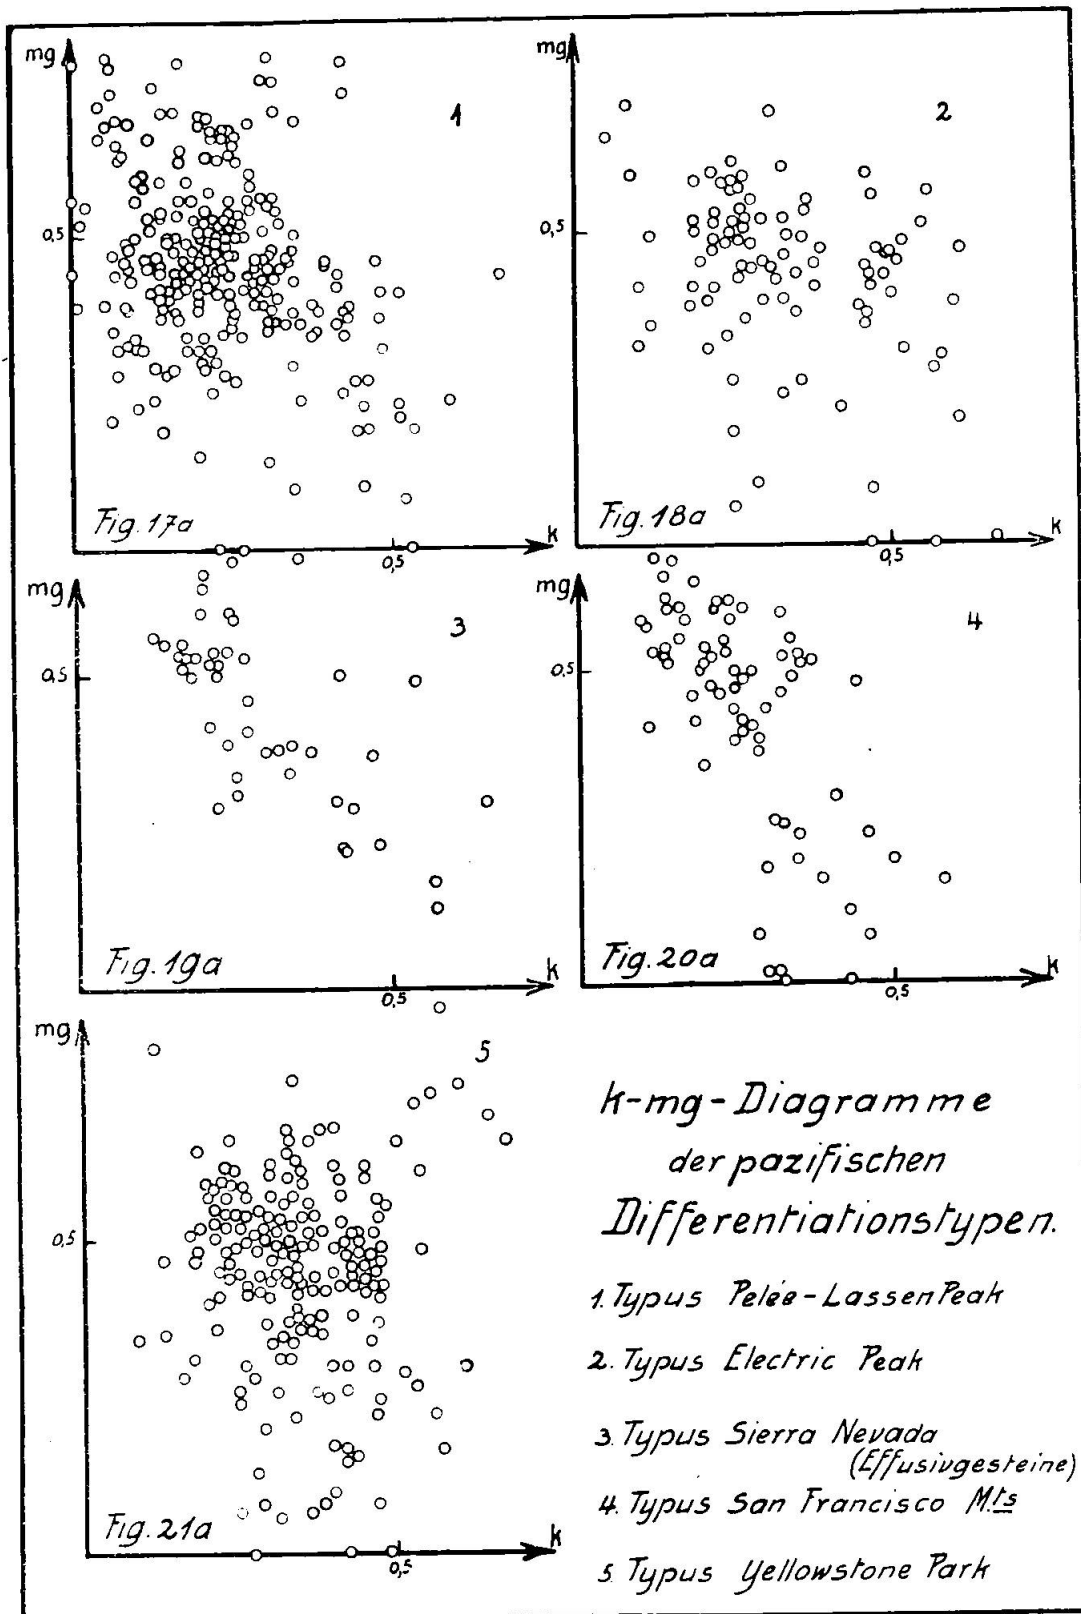 mg
1
0,5
Fig. 17a
k
0,5
mg
2
0,5
Fig. 18a
k
0,5
mg
3
0,5
Fig. 19a
k
0,5
mg
4
0,5
Fig. 20a
k
0,5
mg
5
0,5
Fig. 21a
k
0,5
k-mg-Diagramme
der pazifischen
Differentiationstypen.
1. Typus Pelée-Lassen Peak
2. Typus Electric Peak
3. Typus Sierra Nevada
(Effusivgesteine)
4. Typus San Francisco Mts
5. Typus Yellowstone Park